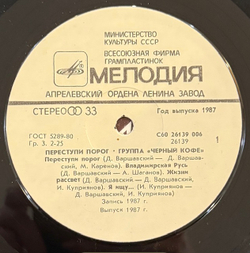 МИНИСТЕРСТВО
КУЛЬТУРЫ СССР
ВСЕСОЮЗНАЯ ФИРМА
ГРАМПЛАСТИНОК
МЕЛОДИЯ
АПРЕЛЕВСКИЙ ОРДЕНА ЛЕНИНА ЗАВОД
СТЕРЕО 33
Год выпуска 1987
ГОСТ 5289-80
Гр. 3. 2-25
С60 26139 006
26139
1
ПЕРЕСТУПИ ПОРОГ · ГРУППА «ЧЕРНЫЙ КОФЕ»
Переступи порог (Д. Варшавский — Д. Варшавский, М. Каряков). Владимирская Русь
(Д. Варшавский — А. Шаганов). Жизни
рассвет (Д. Варшавский — Д. Варшавский,
И. Куприянов). Я ищу... (И. Куприянов —
Д. Варшавский, И. Куприянов)
Запись 1987 г.
Выпуск 1987 г.